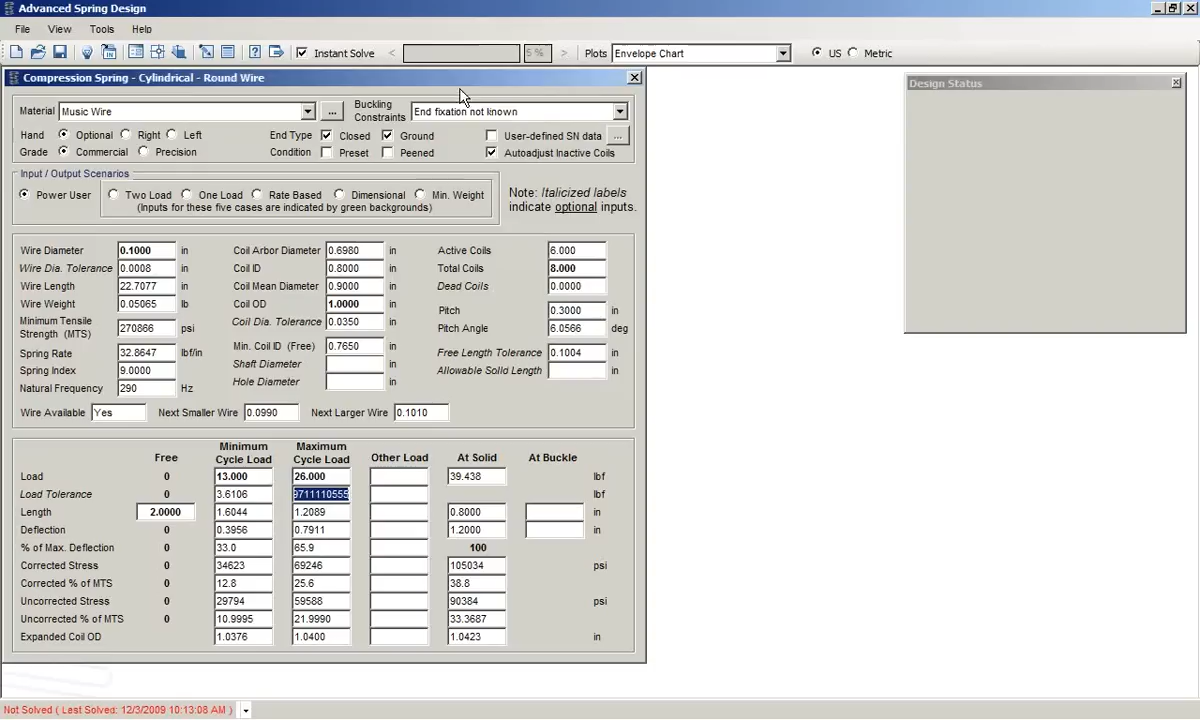 Advanced Spring Design
File View Tools Help
Instant Solve < 5 % > Plots Envelope Chart US Metric
Compression Spring - Cylindrical - Round Wire
Design Status
Material Music Wire ... Buckling Constraints End fixation not known
Hand Optional Right Left End Type Closed Ground User-defined SN data ...
Grade Commercial Precision Condition Preset Peened Autoadjust Inactive Coils
Input / Output Scenarios
Power User Two Load One Load Rate Based Dimensional Min. Weight
(Inputs for these five cases are indicated by green backgrounds)
Note: Italicized labels
indicate optional inputs.
Wire Diameter 0.1000 in Coil Arbor Diameter 0.6980 in Active Coils 6.000
Wire Dia. Tolerance 0.0008 in Coil ID 0.8000 in Total Coils 8.000
Wire Length 22.7077 in Coil Mean Diameter 0.9000 in Dead Coils 0.0000
Wire Weight 0.05065 lb Coil OD 1.0000 in Pitch 0.3000 in
Minimum Tensile Strength (MTS) 270866 psi Coil Dia. Tolerance 0.0350 in Pitch Angle 6.0566 deg
Spring Rate 32.8647 lbf/in Min. Coil ID (Free) 0.7650 in Free Length Tolerance 0.1004 in
Spring Index 9.0000 Shaft Diameter in Allowable Solid Length in
Natural Frequency 290 Hz Hole Diameter in
Wire Available Yes Next Smaller Wire 0.0990 Next Larger Wire 0.1010
Free Minimum Cycle Load Maximum Cycle Load Other Load At Solid At Buckle
Load 0 13.000 26.000 39.438 lbf
Load Tolerance 0 3.6106 9711110555 lbf
Length 2.0000 1.6044 1.2089 0.8000 in
Deflection 0 0.3956 0.7911 1.2000 in
% of Max. Deflection 0 33.0 65.9 100
Corrected Stress 0 34623 69246 105034 psi
Corrected % of MTS 0 12.8 25.6 38.8
Uncorrected Stress 0 29794 59588 90384 psi
Uncorrected % of MTS 0 10.9995 21.9990 33.3687
Expanded Coil OD 1.0376 1.0400 1.0423 in
Not Solved ( Last Solved: 12/3/2009 10:13:08 AM )